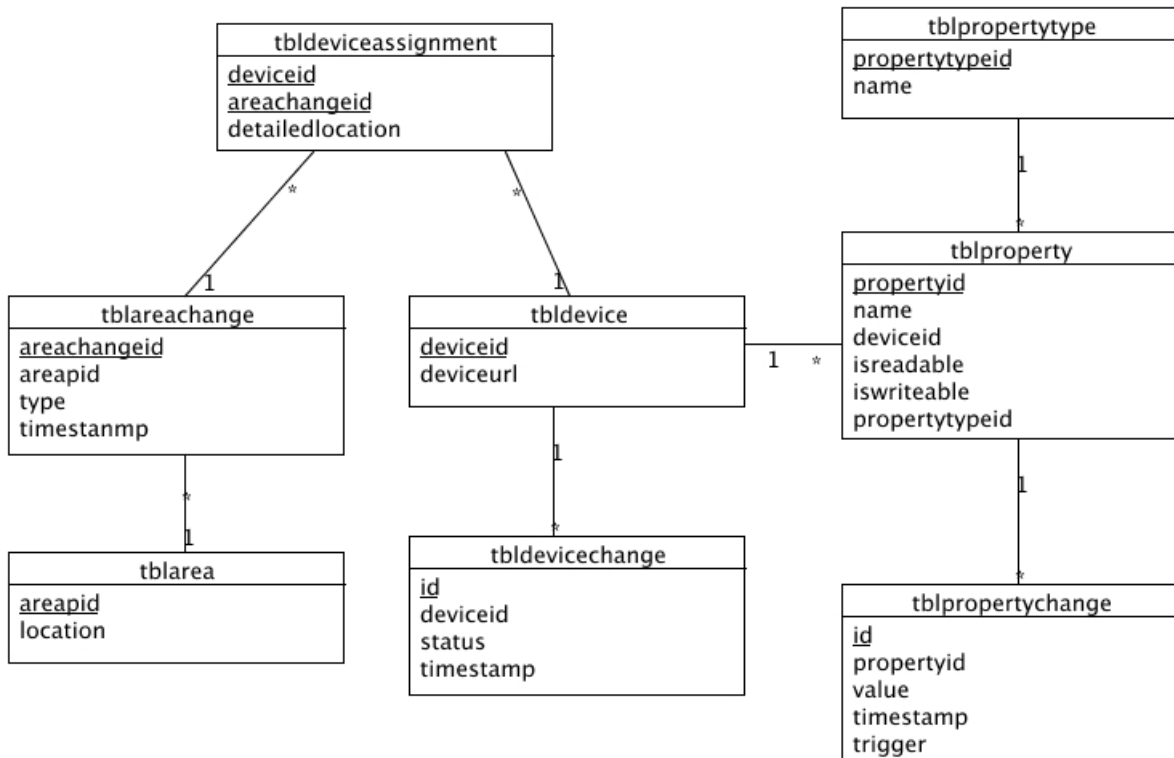 tbldeviceassignment
deviceid
areachangeid
detailedlocation
tblpropertytype
propertytypeid
name
*
*
1
1
1
*
tblareachange
areachangeid
areapid
type
timestanmp
tbldevice
deviceid
deviceurl
1
*
tblproperty
propertyid
name
deviceid
isreadable
iswriteable
propertytypeid
*
1
1
*
1
*
tblarea
areapid
location
tbldevicechange
id
deviceid
status
timestamp
tblpropertychange
id
propertyid
value
timestamp
trigger